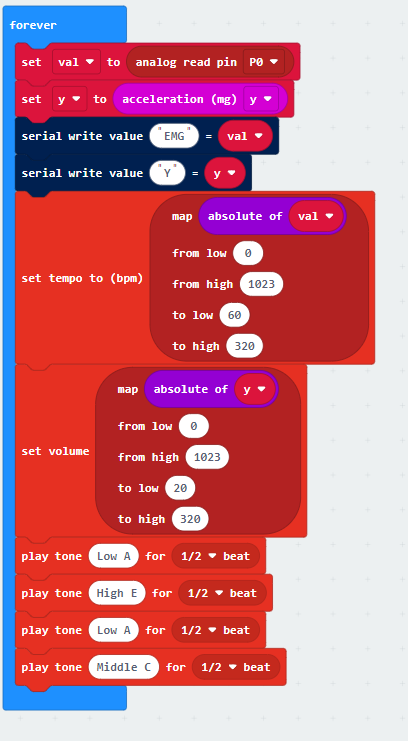 forever
set val to analog read pin P0
set y to acceleration (mg) y
serial write value "EMG" = val
serial write value "Y" = y
map absolute of val
from low 0
set tempo to (bpm) from high 1023
to low 60
to high 320
map absolute of y
from low 0
set volume from high 1023
to low 20
to high 320
play tone Low A for 1/2 beat
play tone High E for 1/2 beat
play tone Low A for 1/2 beat
play tone Middle C for 1/2 beat